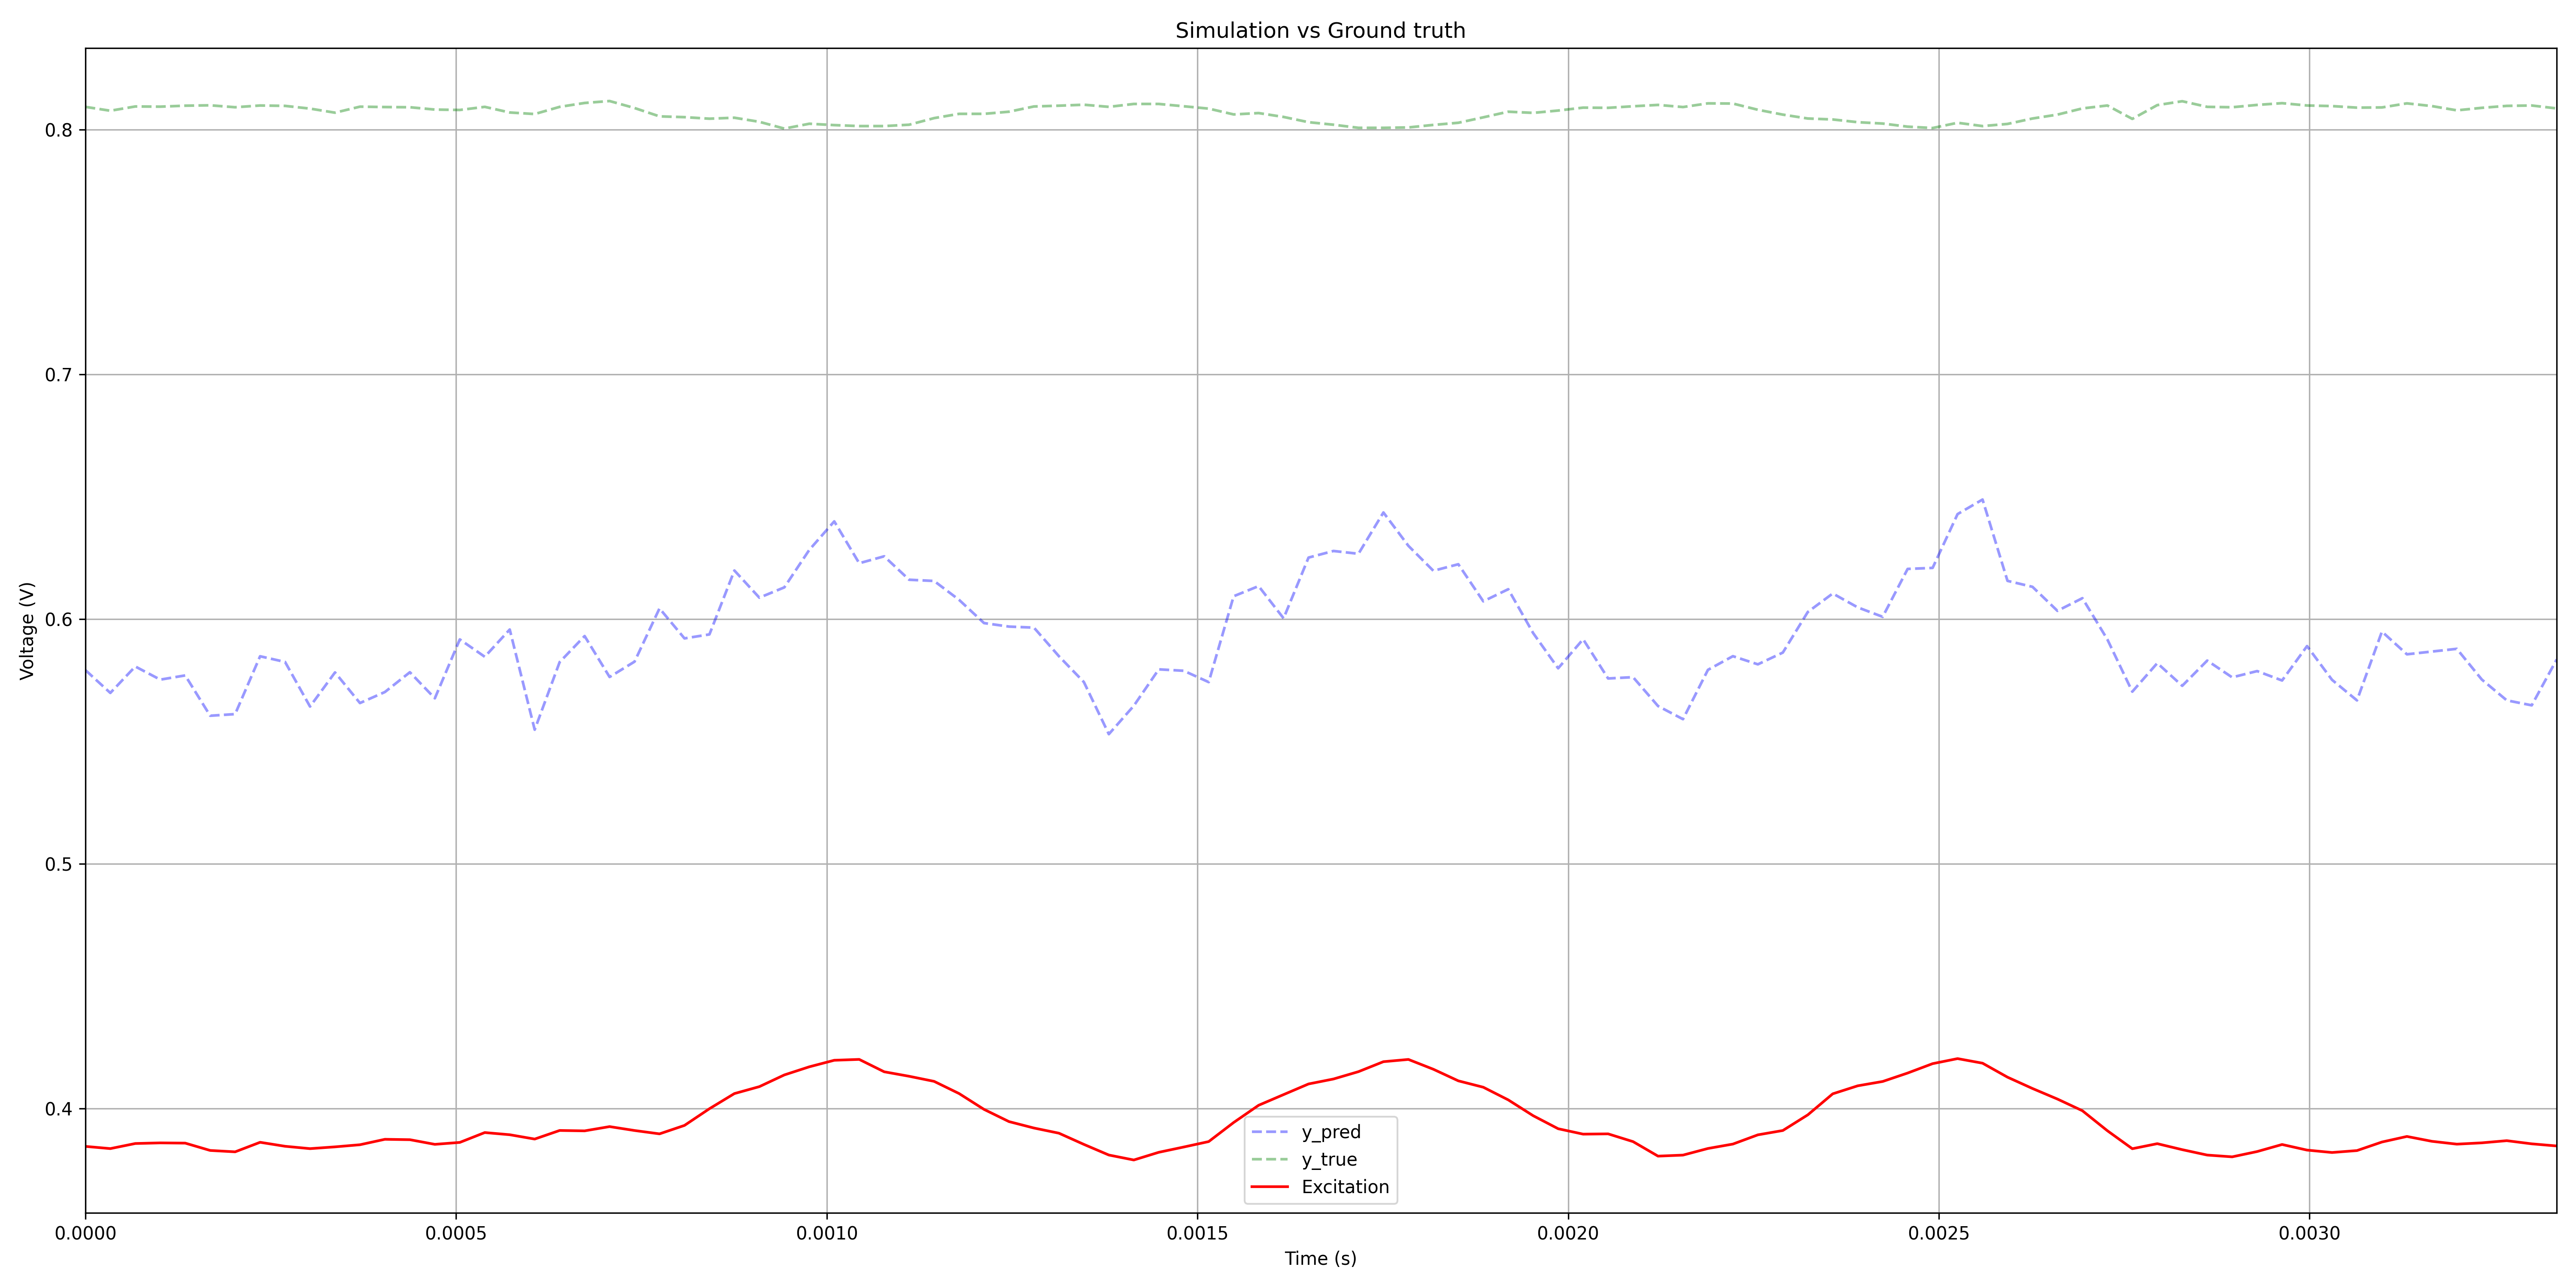 Simulation vs Ground truth
Voltage (V)
0.8
0.7
0.6
0.5
0.4
y_pred
y_true
Excitation
0.0000 0.0005 0.0010 0.0015 0.0020 0.0025 0.0030
Time (s)